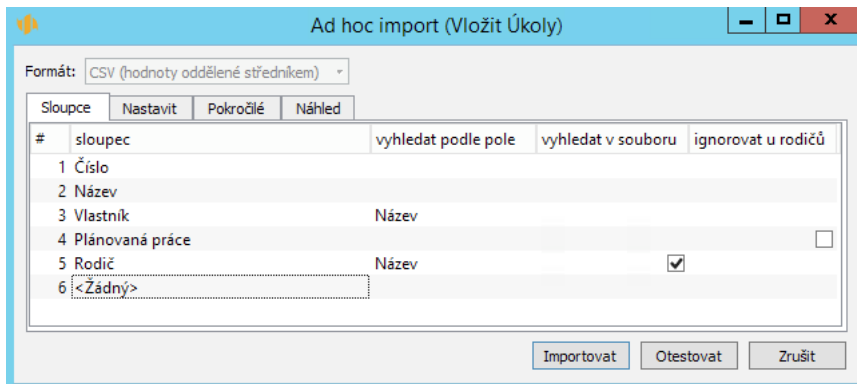 Ad hoc import (Vložit Úkoly)
Formát: CSV (hodnoty oddělené středníkem)
Sloupce Nastavit Pokročilé Náhled
# sloupec vyhledat podle pole vyhledat v souboru ignorovat u rodičů
1 Číslo
2 Název
3 Vlastník Název
4 Plánovaná práce
5 Rodič Název
6 <Žádný>
Importovat Otestovat Zrušit